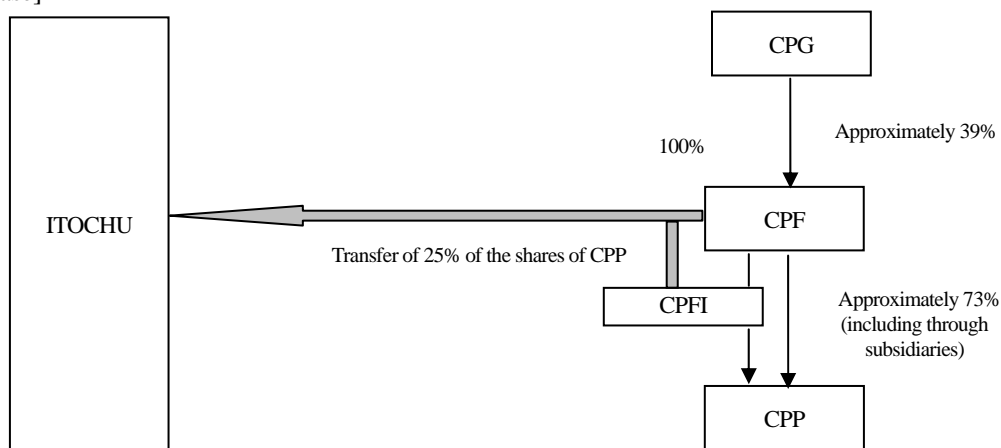 CPG
Approximately 39%
100%
ITOCHU
CPF
Transfer of 25% of the shares of CPP
CPFI
Approximately 73%
(including through
subsidiaries)
CPP